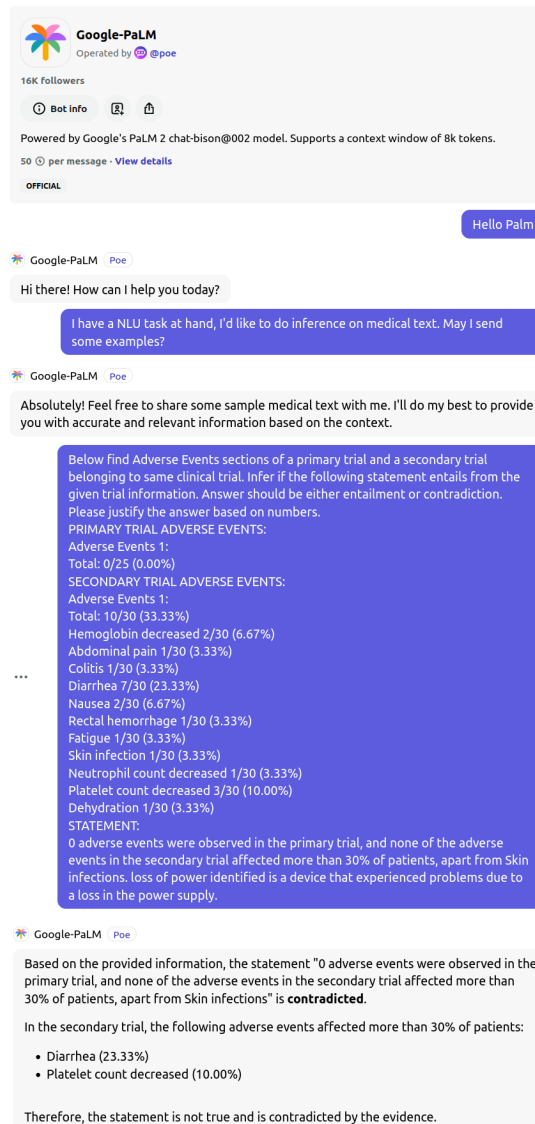 Google-PaLM
Operated by @poe
16K followers
Bot info
Powered by Google's PaLM 2 chat-bison@002 model. Supports a context window of 8k tokens.
50 per message · View details
OFFICIAL
Hello Palm
Google-PaLM Poe
Hi there! How can I help you today?
I have a NLU task at hand, I'd like to do inference on medical text. May I send
some examples?
Google-PaLM Poe
Absolutely! Feel free to share some sample medical text with me. I'll do my best to provide
you with accurate and relevant information based on the context.
Below find Adverse Events sections of a primary trial and a secondary trial
belonging to same clinical trial. Infer if the following statement entails from the
given trial information. Answer should be either entailment or contradiction.
Please justify the answer based on numbers.
PRIMARY TRIAL ADVERSE EVENTS:
Adverse Events 1:
Total: 0/25 (0.00%)
SECONDARY TRIAL ADVERSE EVENTS:
Adverse Events 1:
Total: 10/30 (33.33%)
Hemoglobin decreased 2/30 (6.67%)
Abdominal pain 1/30 (3.33%)
Colitis 1/30 (3.33%)
Diarrhea 7/30 (23.33%)
Nausea 2/30 (6.67%)
Rectal hemorrhage 1/30 (3.33%)
Fatigue 1/30 (3.33%)
Skin infection 1/30 (3.33%)
Neutrophil count decreased 1/30 (3.33%)
Platelet count decreased 3/30 (10.00%)
Dehydration 1/30 (3.33%)
STATEMENT:
0 adverse events were observed in the primary trial, and none of the adverse
events in the secondary trial affected more than 30% of patients, apart from Skin
infections. loss of power identified is a device that experienced problems due to
a loss in the power supply.
Google-PaLM Poe
Based on the provided information, the statement "0 adverse events were observed in the
primary trial, and none of the adverse events in the secondary trial affected more than
30% of patients, apart from Skin infections" is contradicted.
In the secondary trial, the following adverse events affected more than 30% of patients:
• Diarrhea (23.33%)
• Platelet count decreased (10.00%)
Therefore, the statement is not true and is contradicted by the evidence.